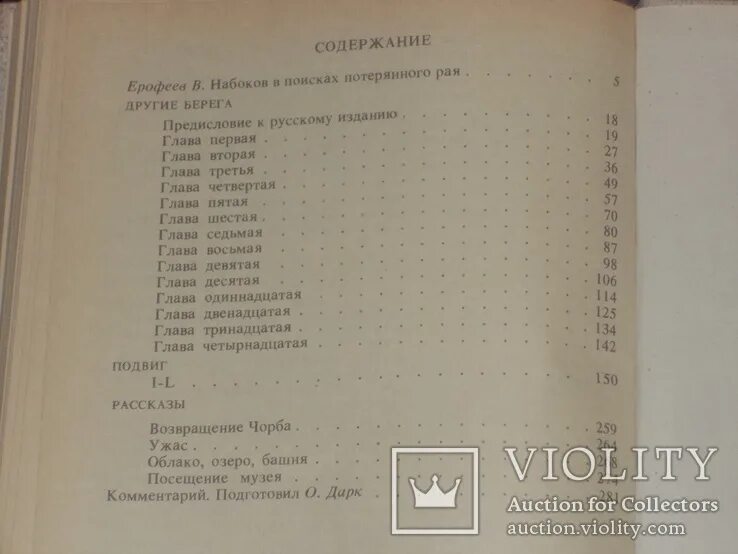 СОДЕРЖАНИЕ
Ерофеев В. Набоков в поисках потерянного рая . . . . . . . 5
ДРУГИЕ БЕРЕГА
Предисловие к русскому изданию . . . . . . . . 18
Глава первая . . . . . . . . 19
Глава вторая . . . . . . . . 27
Глава третья . . . . . . . . 36
Глава четвертая . . . . . . . . 49
Глава пятая . . . . . . . . 57
Глава шестая . . . . . . . . 70
Глава седьмая . . . . . . . . 80
Глава восьмая . . . . . . . . 87
Глава девятая . . . . . . . . 98
Глава десятая . . . . . . . . 106
Глава одиннадцатая . . . . . . . . 114
Глава двенадцатая . . . . . . . . 125
Глава тринадцатая . . . . . . . . 134
Глава четырнадцатая . . . . . . . . 142
ПОДВИГ
I-L . . . . . . . . 150
РАССКАЗЫ
Возвращение Чорба . . . . . . . . 259
Ужас . . . . . . . . 264
Облако, озеро, башня . . . . . . . .
Посещение музея . . . . . . . .
Комментарий. Подготовил О. Дарк . . . . . . . . 281
VIOLITY
Auction for Collectors
auction.violity.com